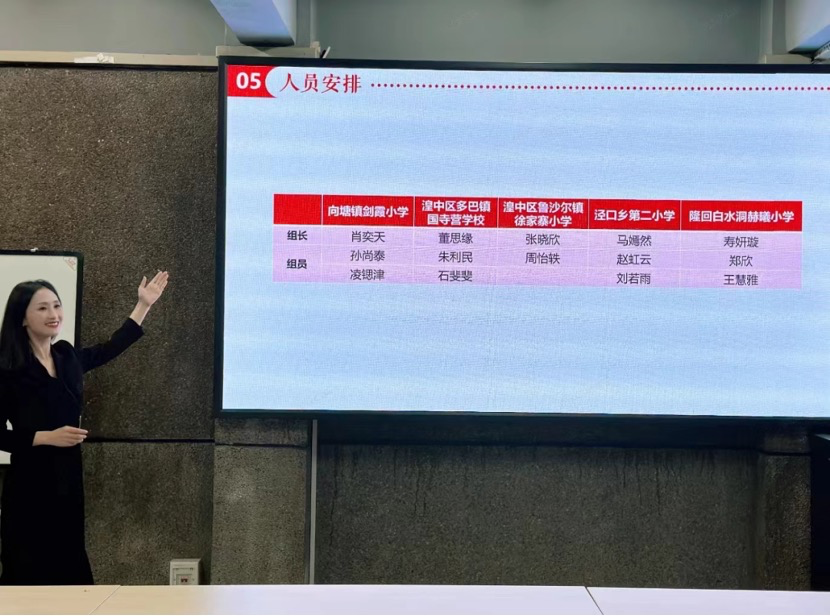 05 人员安排
向塘镇剑霞小学 湟中区多巴镇国寺营学校 湟中区鲁沙尔镇徐家寨小学 泾口乡第二小学 隆回白水洞赫曦小学
组长 肖奕天 董思缘 张晓欣 马嫣然 寿妍璇
组员 孙尚泰 朱利民 周怡轶 赵虹云 郑欣
凌锶津 石斐斐 刘若雨 王慧雅